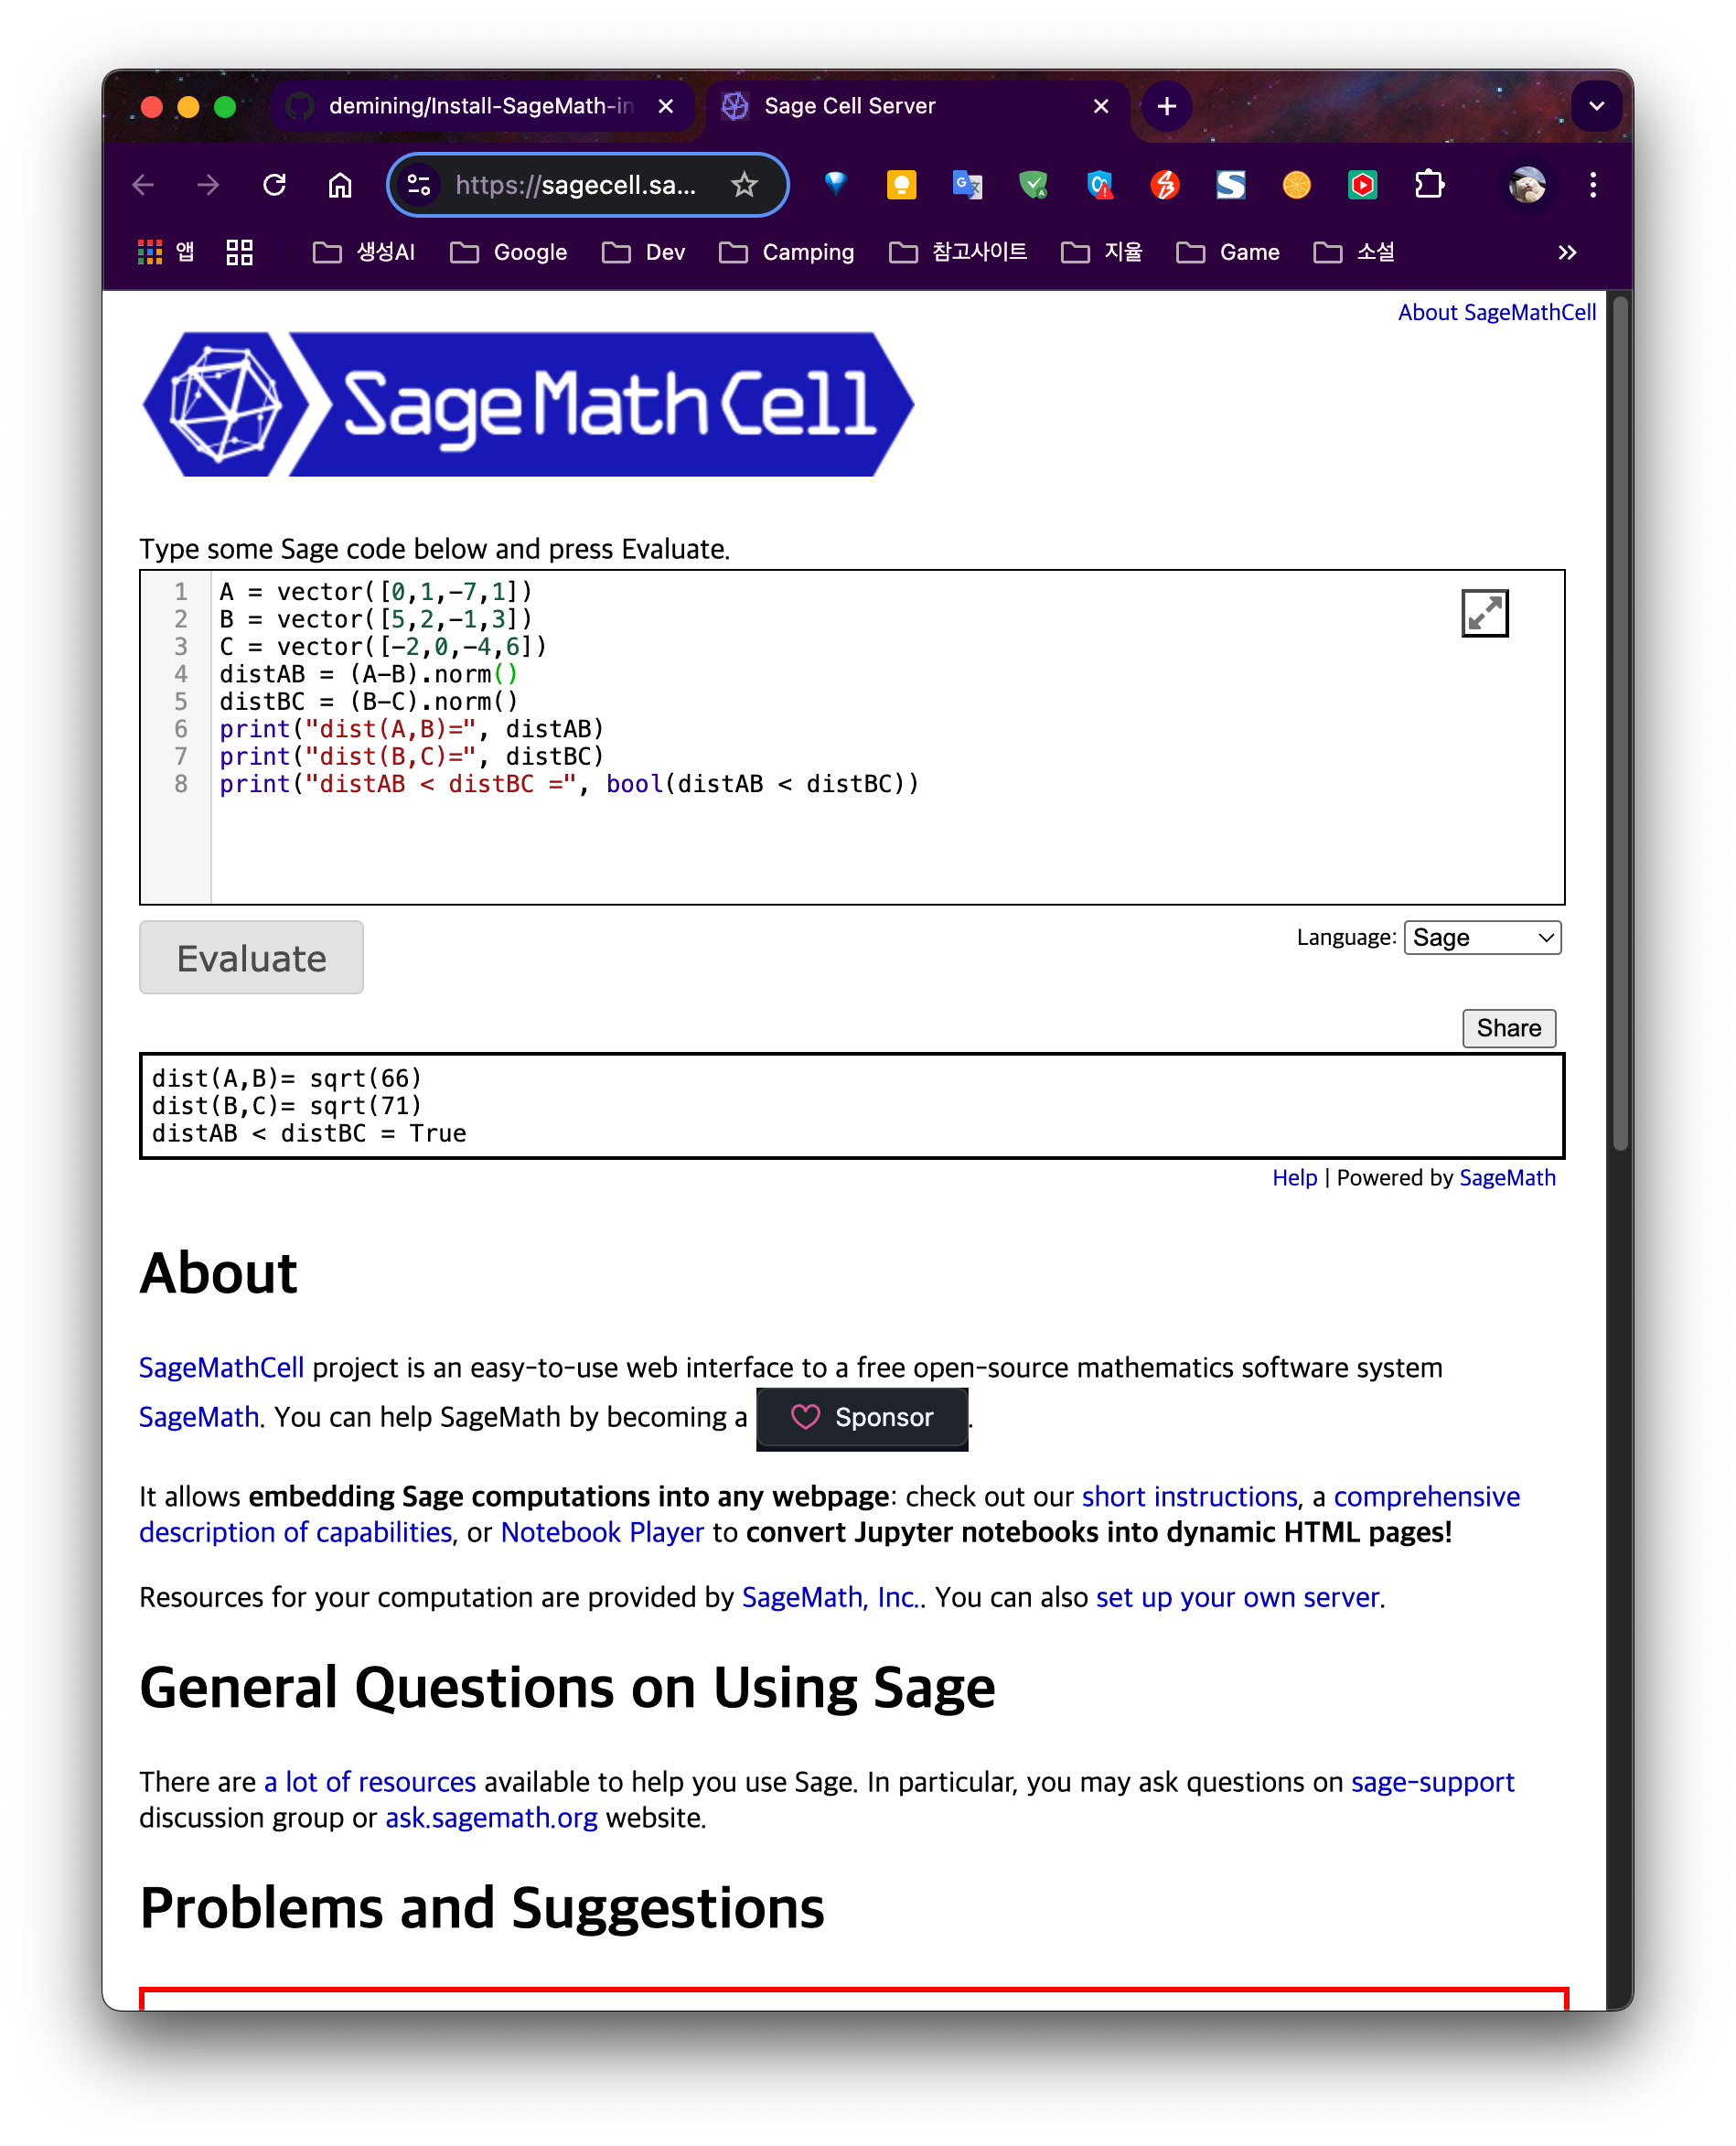 demining/Install-SageMath-in
Sage Cell Server
https://sagecell.sa...
앱
생성AI
Google
Dev
Camping
참고사이트
지율
Game
소설
About SageMathCell
SageMathCell
Type some Sage code below and press Evaluate.
1 A = vector([0,1,-7,1])
2 B = vector([5,2,-1,3])
3 C = vector([-2,0,-4,6])
4 distAB = (A-B).norm()
5 distBC = (B-C).norm()
6 print("dist(A,B)=", distAB)
7 print("dist(B,C)=", distBC)
8 print("distAB < distBC =", bool(distAB < distBC))
Evaluate
Language: Sage
Share
dist(A,B)= sqrt(66)
dist(B,C)= sqrt(71)
distAB < distBC = True
Help | Powered by SageMath
About
SageMathCell project is an easy-to-use web interface to a free open-source mathematics software system
SageMath. You can help SageMath by becoming a Sponsor.
It allows embedding Sage computations into any webpage: check out our short instructions, a comprehensive
description of capabilities, or Notebook Player to convert Jupyter notebooks into dynamic HTML pages!
Resources for your computation are provided by SageMath, Inc.. You can also set up your own server.
General Questions on Using Sage
There are a lot of resources available to help you use Sage. In particular, you may ask questions on sage-support
discussion group or ask.sagemath.org website.
Problems and Suggestions